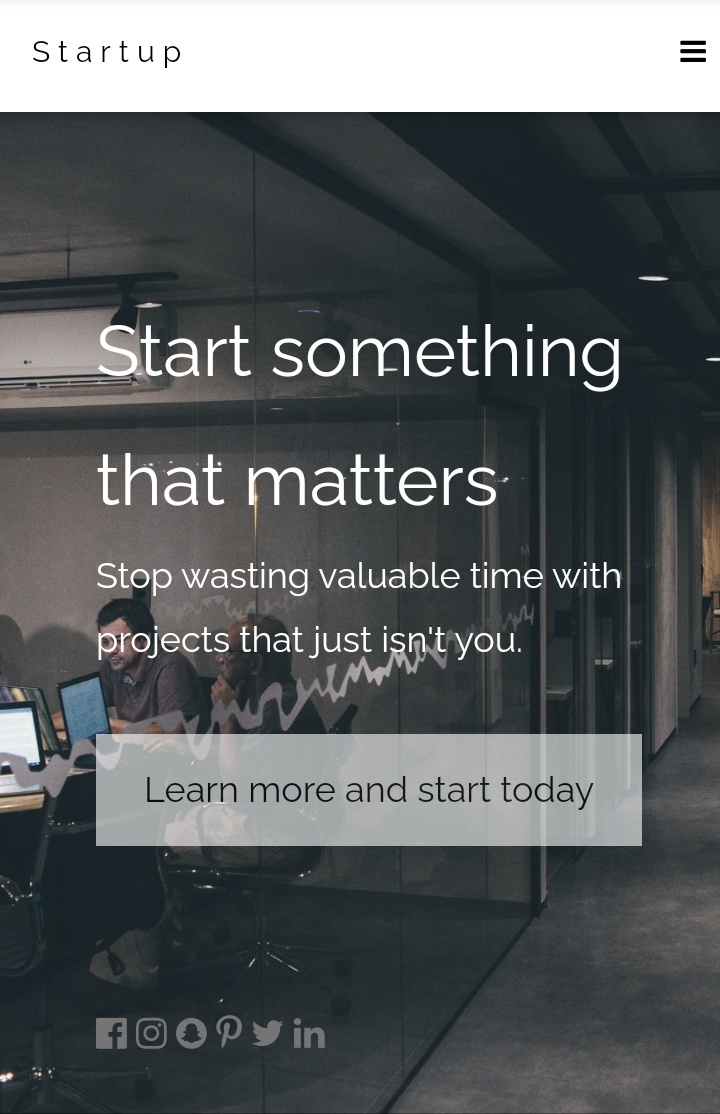 Startup
Start something
that matters
Stop wasting valuable time with
projects that just isn't you.
Learn more and start today